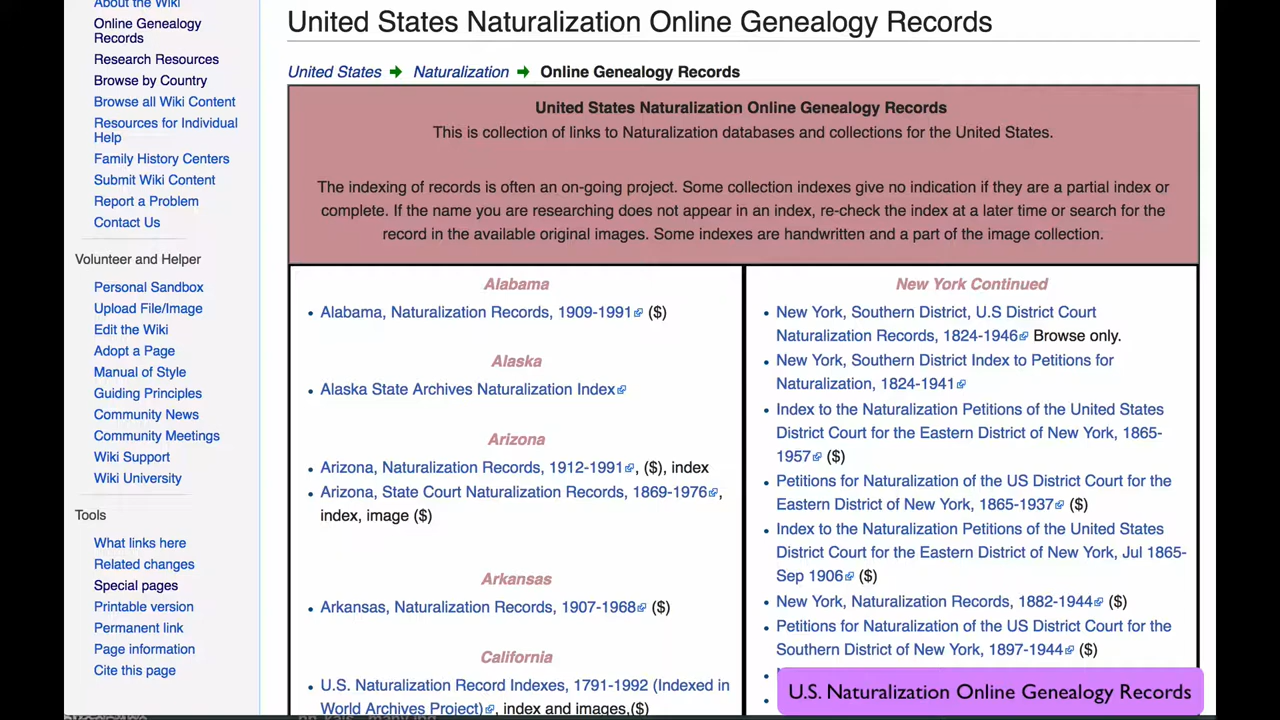 About the Wiki
Online Genealogy
Records
Research Resources
Browse by Country
Browse all Wiki Content
Resources for Individual
Help
Family History Centers
Submit Wiki Content
Report a Problem
Contact Us
Volunteer and Helper
Personal Sandbox
Upload File/Image
Edit the Wiki
Adopt a Page
Manual of Style
Guiding Principles
Community News
Community Meetings
Wiki Support
Wiki University
Tools
What links here
Related changes
Special pages
Printable version
Permanent link
Page information
Cite this page
United States Naturalization Online Genealogy Records
United States Naturalization Online Genealogy Records
United States Naturalization Online Genealogy Records
This is collection of links to Naturalization databases and collections for the United States.
The indexing of records is often an on-going project. Some collection indexes give no indication if they are a partial index or
complete. If the name you are researching does not appear in an index, re-check the index at a later time or search for the
record in the available original images. Some indexes are handwritten and a part of the image collection.
Alabama
• Alabama, Naturalization Records, 1909-1991 ($)
Alaska
• Alaska State Archives Naturalization Index
Arizona
• Arizona, Naturalization Records, 1912-1991, ($), index
• Arizona, State Court Naturalization Records, 1869-1976,
index, image ($)
Arkansas
• Arkansas, Naturalization Records, 1907-1968 ($)
California
• U.S. Naturalization Record Indexes, 1791-1992 (Indexed in
World Archives Project), index and images,($)
New York Continued
• New York, Southern District, U.S District Court
Naturalization Records, 1824-1946 Browse only.
• New York, Southern District Index to Petitions for
Naturalization, 1824-1941
• Index to the Naturalization Petitions of the United States
District Court for the Eastern District of New York, 1865-
1957 ($)
• Petitions for Naturalization of the US District Court for the
Eastern District of New York, 1865-1937 ($)
• Index to the Naturalization Petitions of the United States
District Court for the Eastern District of New York, Jul 1865-
Sep 1906 ($)
• New York, Naturalization Records, 1882-1944 ($)
• Petitions for Naturalization of the US District Court for the
Southern District of New York, 1897-1944 ($)
U.S. Naturalization Online Genealogy Records